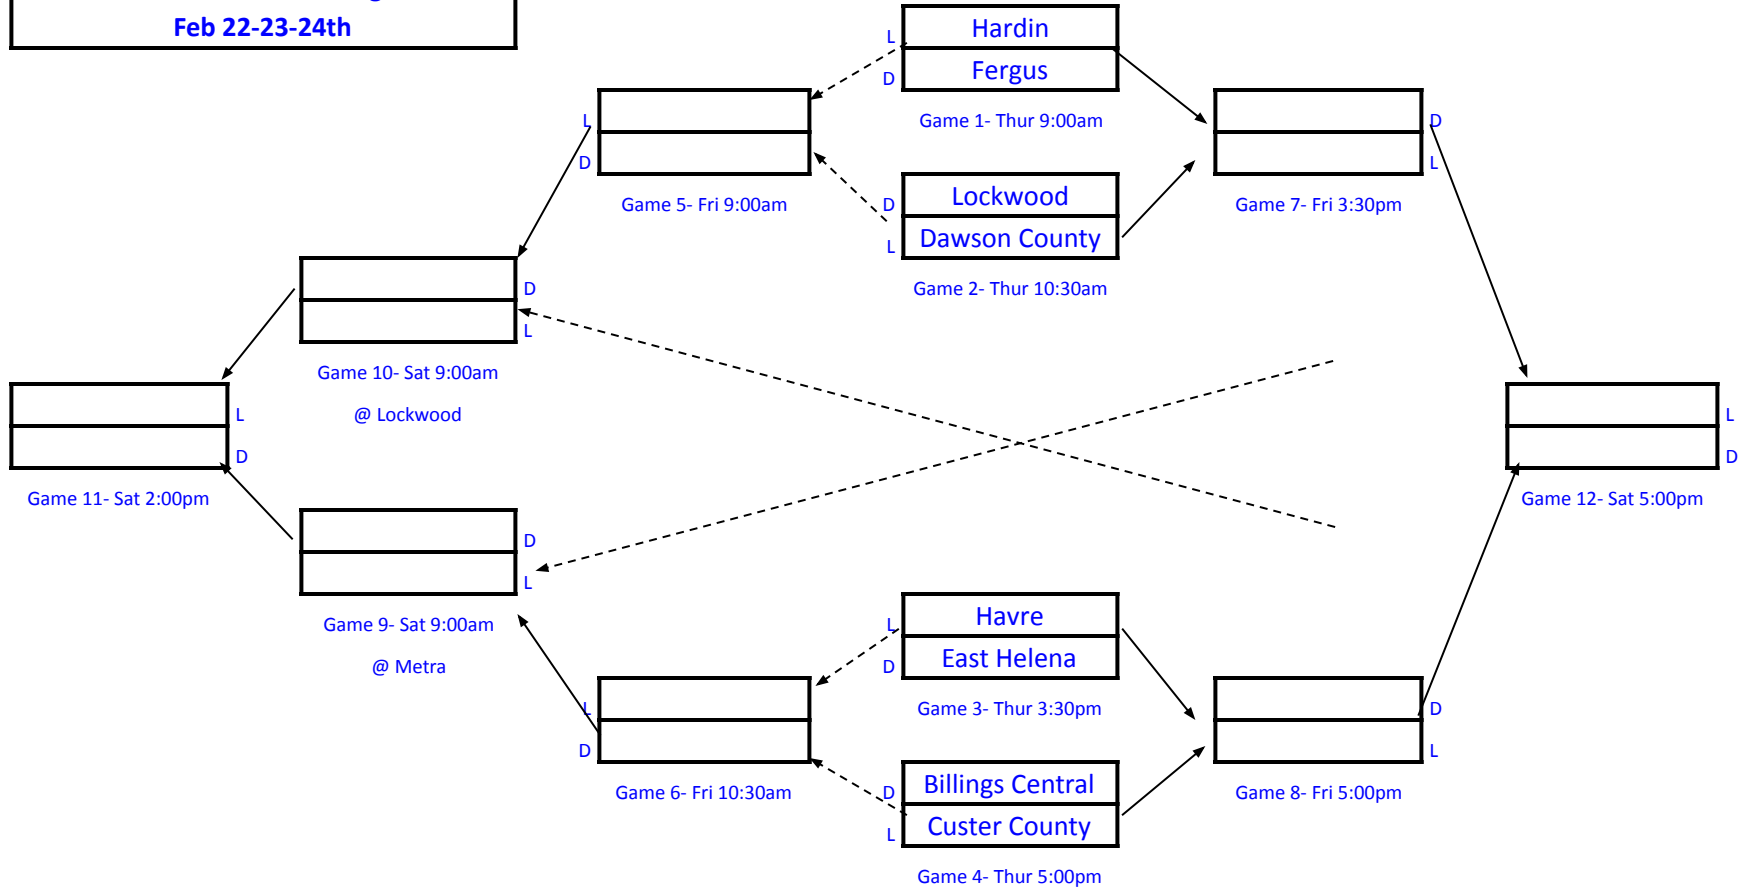 Feb 22-23-24th
L Hardin
D Fergus
Game 1- Thur 9:00am
L
D
Game 5- Fri 9:00am
D
L
Game 7- Fri 3:30pm
D Lockwood
L Dawson County
Game 2- Thur 10:30am
D
L
Game 10- Sat 9:00am
@ Lockwood
L
D
Game 11- Sat 2:00pm
L
D
Game 12- Sat 5:00pm
D
L
Game 9- Sat 9:00am
@ Metra
L Havre
D East Helena
Game 3- Thur 3:30pm
L
D
Game 6- Fri 10:30am
D
L
Game 8- Fri 5:00pm
D Billings Central
L Custer County
Game 4- Thur 5:00pm